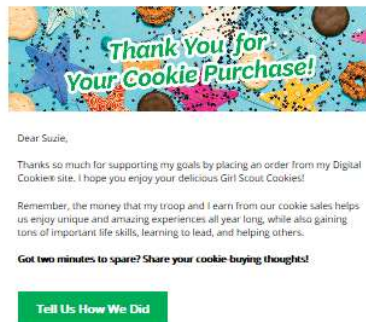 Thank You for
Your Cookie Purchase!
Dear Suzie,
Thanks so much for supporting my goals by placing an order from my Digital
Cookie® site. I hope you enjoy your delicious Girl Scout Cookies!
Remember, the money that my troop and I earn from our cookie sales helps
us enjoy unique and amazing experiences all year long, while also gaining
tons of important life skills, learning to lead, and helping others.
Got two minutes to spare? Share your cookie-buying thoughts!
Tell Us How We Did